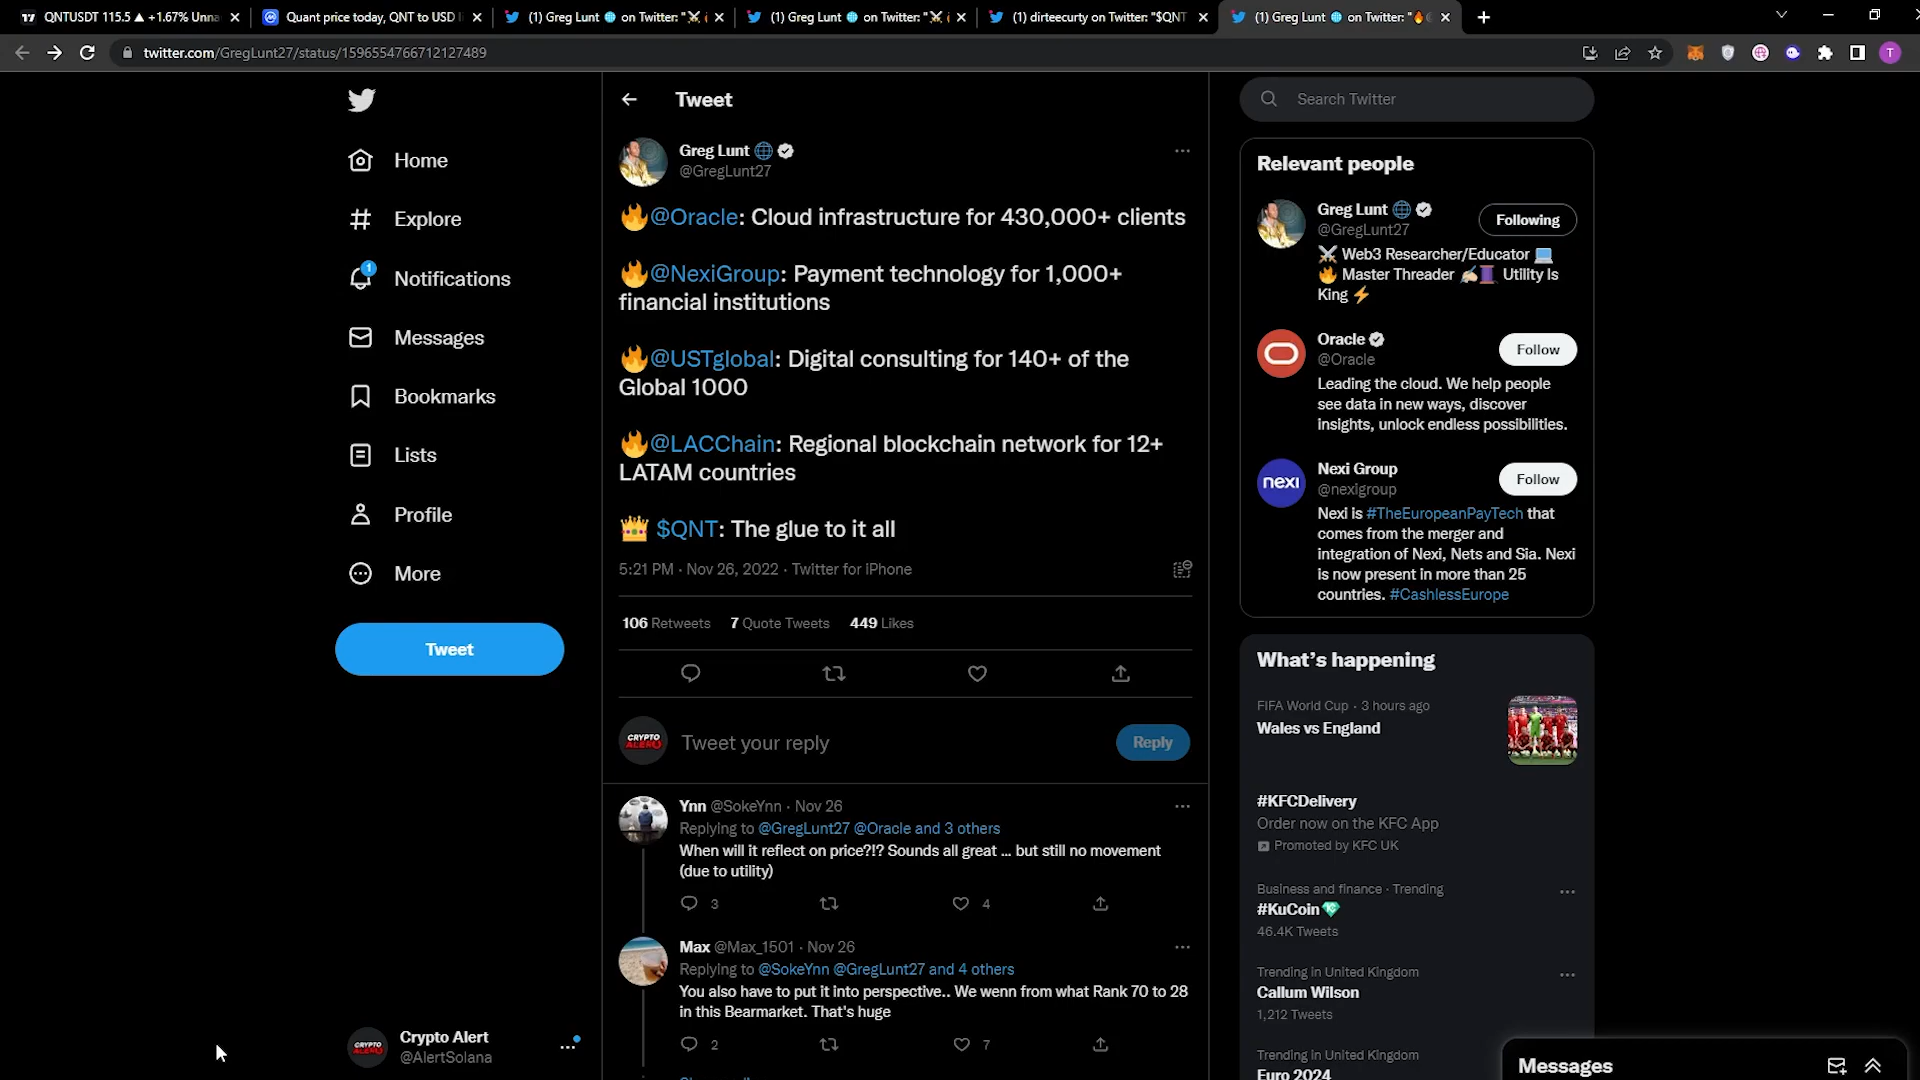 QNTUSDT 115.5 ▲ +1.67% Unna
Quant price today, QNT to USD li
(1) Greg Lunt 🌐 on Twitter: "⚔
(1) Greg Lunt 🌐 on Twitter: "⚔
(1) dirteecurty on Twitter: "$QNT
(1) Greg Lunt 🌐 on Twitter: "🔥
twitter.com/GregLunt27/status/1596554766712127489
T
Home
Explore
1
Notifications
Messages
Bookmarks
Lists
Profile
More
Tweet
Crypto Alert
@AlertSolana
Tweet
Greg Lunt 🌐
@GregLunt27
🔥@Oracle: Cloud infrastructure for 430,000+ clients
🔥@NexiGroup: Payment technology for 1,000+
financial institutions
🔥@USTglobal: Digital consulting for 140+ of the
Global 1000
🔥@LACChain: Regional blockchain network for 12+
LATAM countries
👑 $QNT: The glue to it all
5:21 PM · Nov 26, 2022 · Twitter for iPhone
106 Retweets 7 Quote Tweets 449 Likes
CRYPTO
ALERT
Tweet your reply
Reply
Ynn @SokeYnn · Nov 26
Replying to @GregLunt27 @Oracle and 3 others
When will it reflect on price?!? Sounds all great ... but still no movement
(due to utility)
3 4
Max @Max_1501 · Nov 26
Replying to @SokeYnn @GregLunt27 and 4 others
You also have to put it into perspective.. We wenn from what Rank 70 to 28
in this Bearmarket. That's huge
2 7
Search Twitter
Relevant people
Greg Lunt 🌐
@GregLunt27
Following
⚔ Web3 Researcher/Educator 💻
🔥 Master Threader ✍🏻🧵 Utility Is
King ⚡
Oracle
@Oracle
Follow
Leading the cloud. We help people
see data in new ways, discover
insights, unlock endless possibilities.
nexi
Nexi Group
@nexigroup
Follow
Nexi is #TheEuropeanPayTech that
comes from the merger and
integration of Nexi, Nets and Sia. Nexi
is now present in more than 25
countries. #CashlessEurope
What's happening
FIFA World Cup · 3 hours ago
Wales vs England
#KFCDelivery
Order now on the KFC App
Promoted by KFC UK
Business and finance · Trending
#KuCoin
46.4K Tweets
Trending in United Kingdom
Callum Wilson
1,212 Tweets
Trending in United Kingdom
Euro 2024
Messages